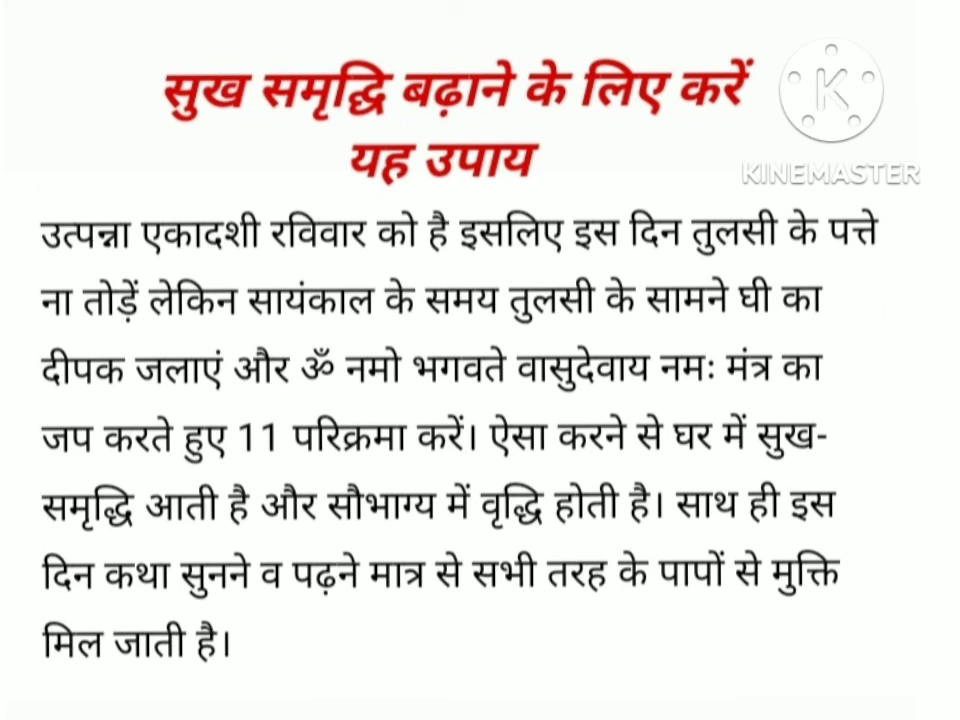 सुख समृद्धि बढ़ाने के लिए करें
यह उपाय
K
KINEMASTER
उत्पन्ना एकादशी रविवार को है इसलिए इस दिन तुलसी के पत्ते
ना तोड़ें लेकिन सायंकाल के समय तुलसी के सामने घी का
दीपक जलाएं और ॐ नमो भगवते वासुदेवाय नमः मंत्र का
जप करते हुए 11 परिक्रमा करें। ऐसा करने से घर में सुख-
समृद्धि आती है और सौभाग्य में वृद्धि होती है। साथ ही इस
दिन कथा सुनने व पढ़ने मात्र से सभी तरह के पापों से मुक्ति
मिल जाती है।